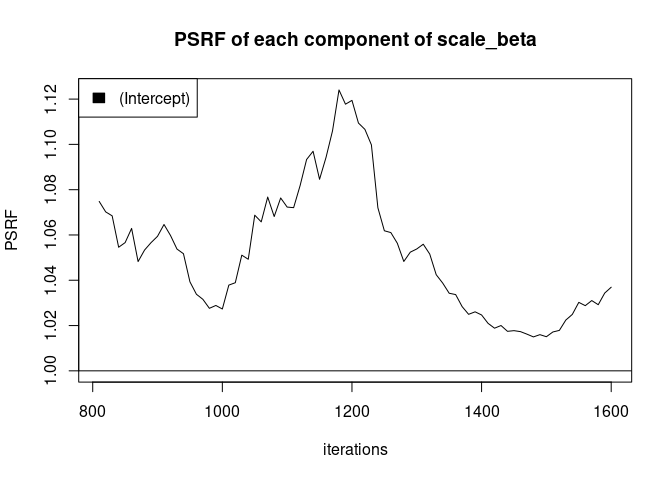 PSRF of each component of scale_beta
(Intercept)
PSRF
1.12
1.10
1.08
1.06
1.04
1.02
1.00
800 1000 1200 1400 1600
iterations